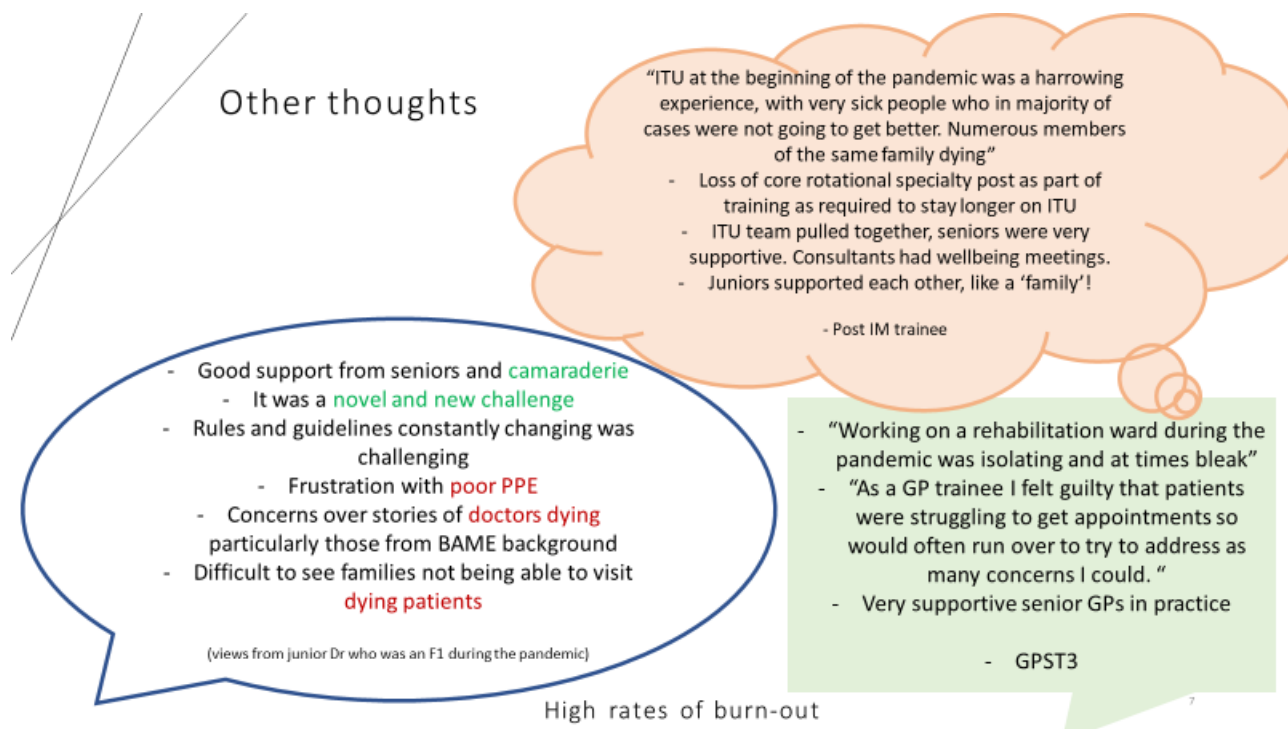 Other thoughts
“ITU at the beginning of the pandemic was a harrowing
experience, with very sick people who in majority of
cases were not going to get better. Numerous members
of the same family dying”
- Loss of core rotational specialty post as part of
training as required to stay longer on ITU
- ITU team pulled together, seniors were very
supportive. Consultants had wellbeing meetings.
- Juniors supported each other, like a ‘family’!
- Post IM trainee
- Good support from seniors and camaraderie
- It was a novel and new challenge
- Rules and guidelines constantly changing was
challenging
- Frustration with poor PPE
- Concerns over stories of doctors dying
particularly those from BAME background
- Difficult to see families not being able to visit
dying patients
(views from junior Dr who was an F1 during the pandemic)
- “Working on a rehabilitation ward during the
pandemic was isolating and at times bleak”
- “As a GP trainee I felt guilty that patients
were struggling to get appointments so
would often run over to try to address as
many concerns I could. “
- Very supportive senior GPs in practice
- GPST3
High rates of burn-out
7